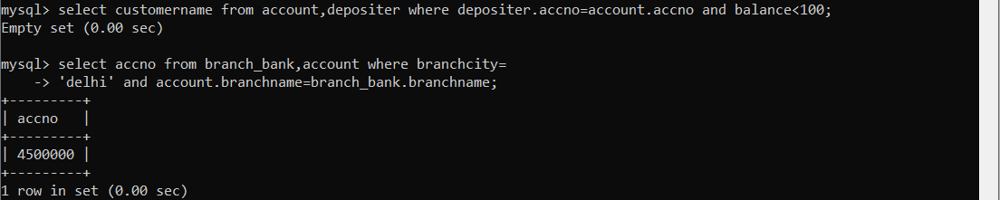 mysql> select customername from account,depositer where depositer.accno=account.accno and balance<100;
Empty set (0.00 sec)
mysql> select accno from branch_bank,account where branchcity=
    -> 'delhi' and account.branchname=branch_bank.branchname;
+---------+
| accno   |
+---------+
| 4500000 |
+---------+
1 row in set (0.00 sec)